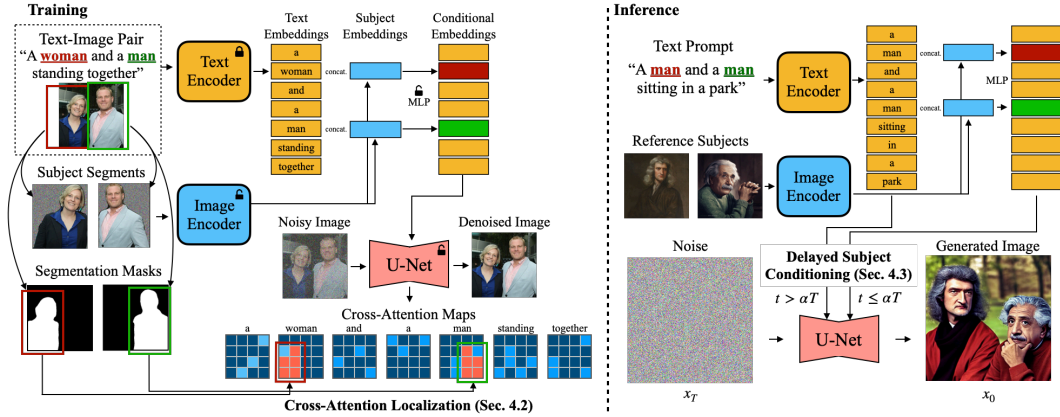 Training
Text-Image Pair
“A woman and a man
standing together”
Text
Encoder
Text
Embeddings
Subject
Embeddings
Conditional
Embeddings
a
woman
and
a
man
standing
together
concat.
concat.
MLP
Subject Segments
Image
Encoder
Segmentation Masks
Noisy Image
U-Net
Denoised Image
Cross-Attention Maps
a
woman
and
a
man
standing
together
Cross-Attention Localization (Sec. 4.2)
Inference
Text Prompt
“A man and a man
sitting in a park”
Text
Encoder
a
man
and
a
man
sitting
in
a
park
concat.
concat.
MLP
Reference Subjects
Image
Encoder
Noise
x_T
Delayed Subject
Conditioning (Sec. 4.3)
t > αT
t ≤ αT
U-Net
Generated Image
x_0